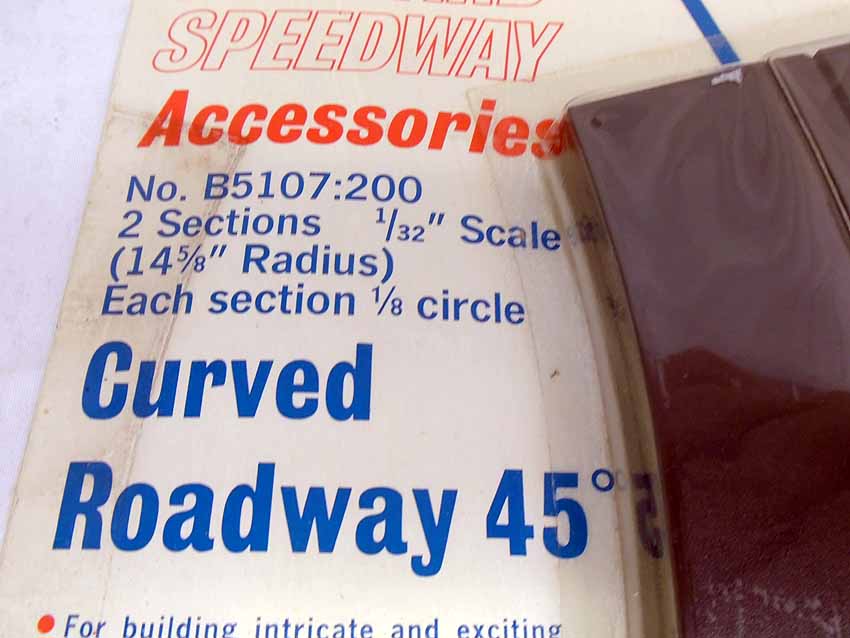 SPEEDWAY
Accessories
No. B5107:200
2 Sections 1/32" Scale
(14⅝" Radius)
Each section ⅛ circle
Curved
Roadway 45°
• For building intricate and exciting